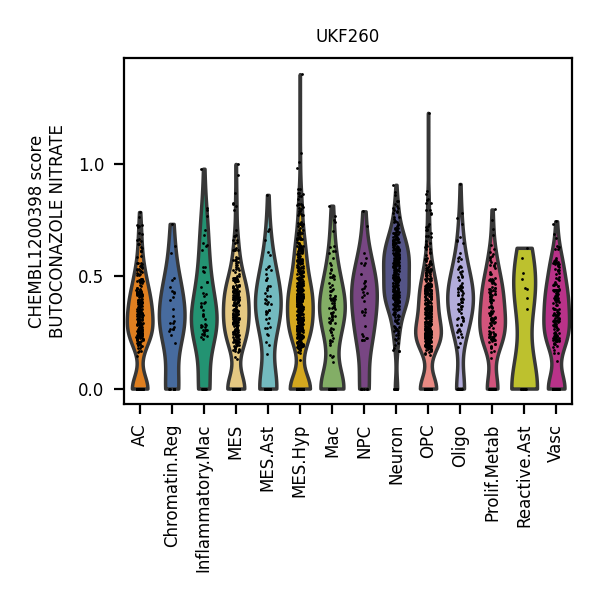 UKF260
CHEMBL1200398 score
BUTOCONAZOLE NITRATE
1.0
0.5
0.0
AC
Chromatin.Reg
Inflammatory.Mac
MES
MES.Ast
MES.Hyp
Mac
NPC
Neuron
OPC
Oligo
Prolif.Metab
Reactive.Ast
Vasc